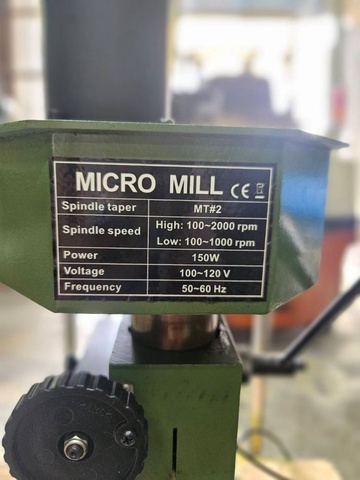 MICRO MILL CE
Spindle taper MT#2
Spindle speed High: 100~2000 rpm
Low: 100~1000 rpm
Power 150W
Voltage 100~120 V
Frequency 50~60 Hz